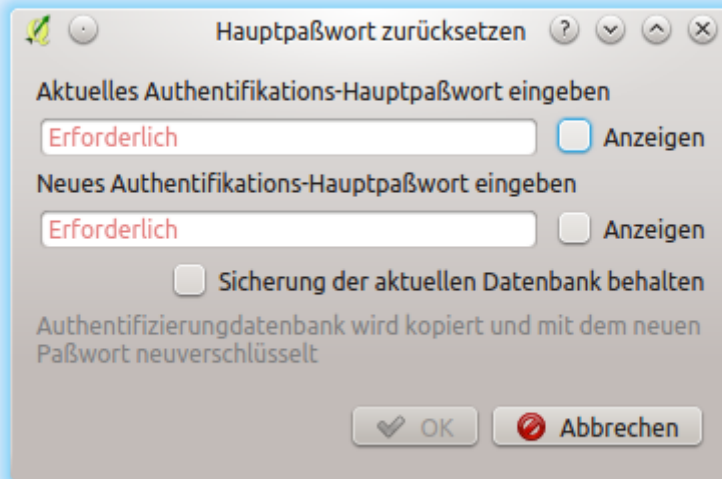 Hauptpaßwort zurücksetzen
Aktuelles Authentifikations-Hauptpaßwort eingeben
Erforderlich Anzeigen
Neues Authentifikations-Hauptpaßwort eingeben
Erforderlich Anzeigen
Sicherung der aktuellen Datenbank behalten
Authentifizierungdatenbank wird kopiert und mit dem neuen
Paßwort neuverschlüsselt
OK Abbrechen